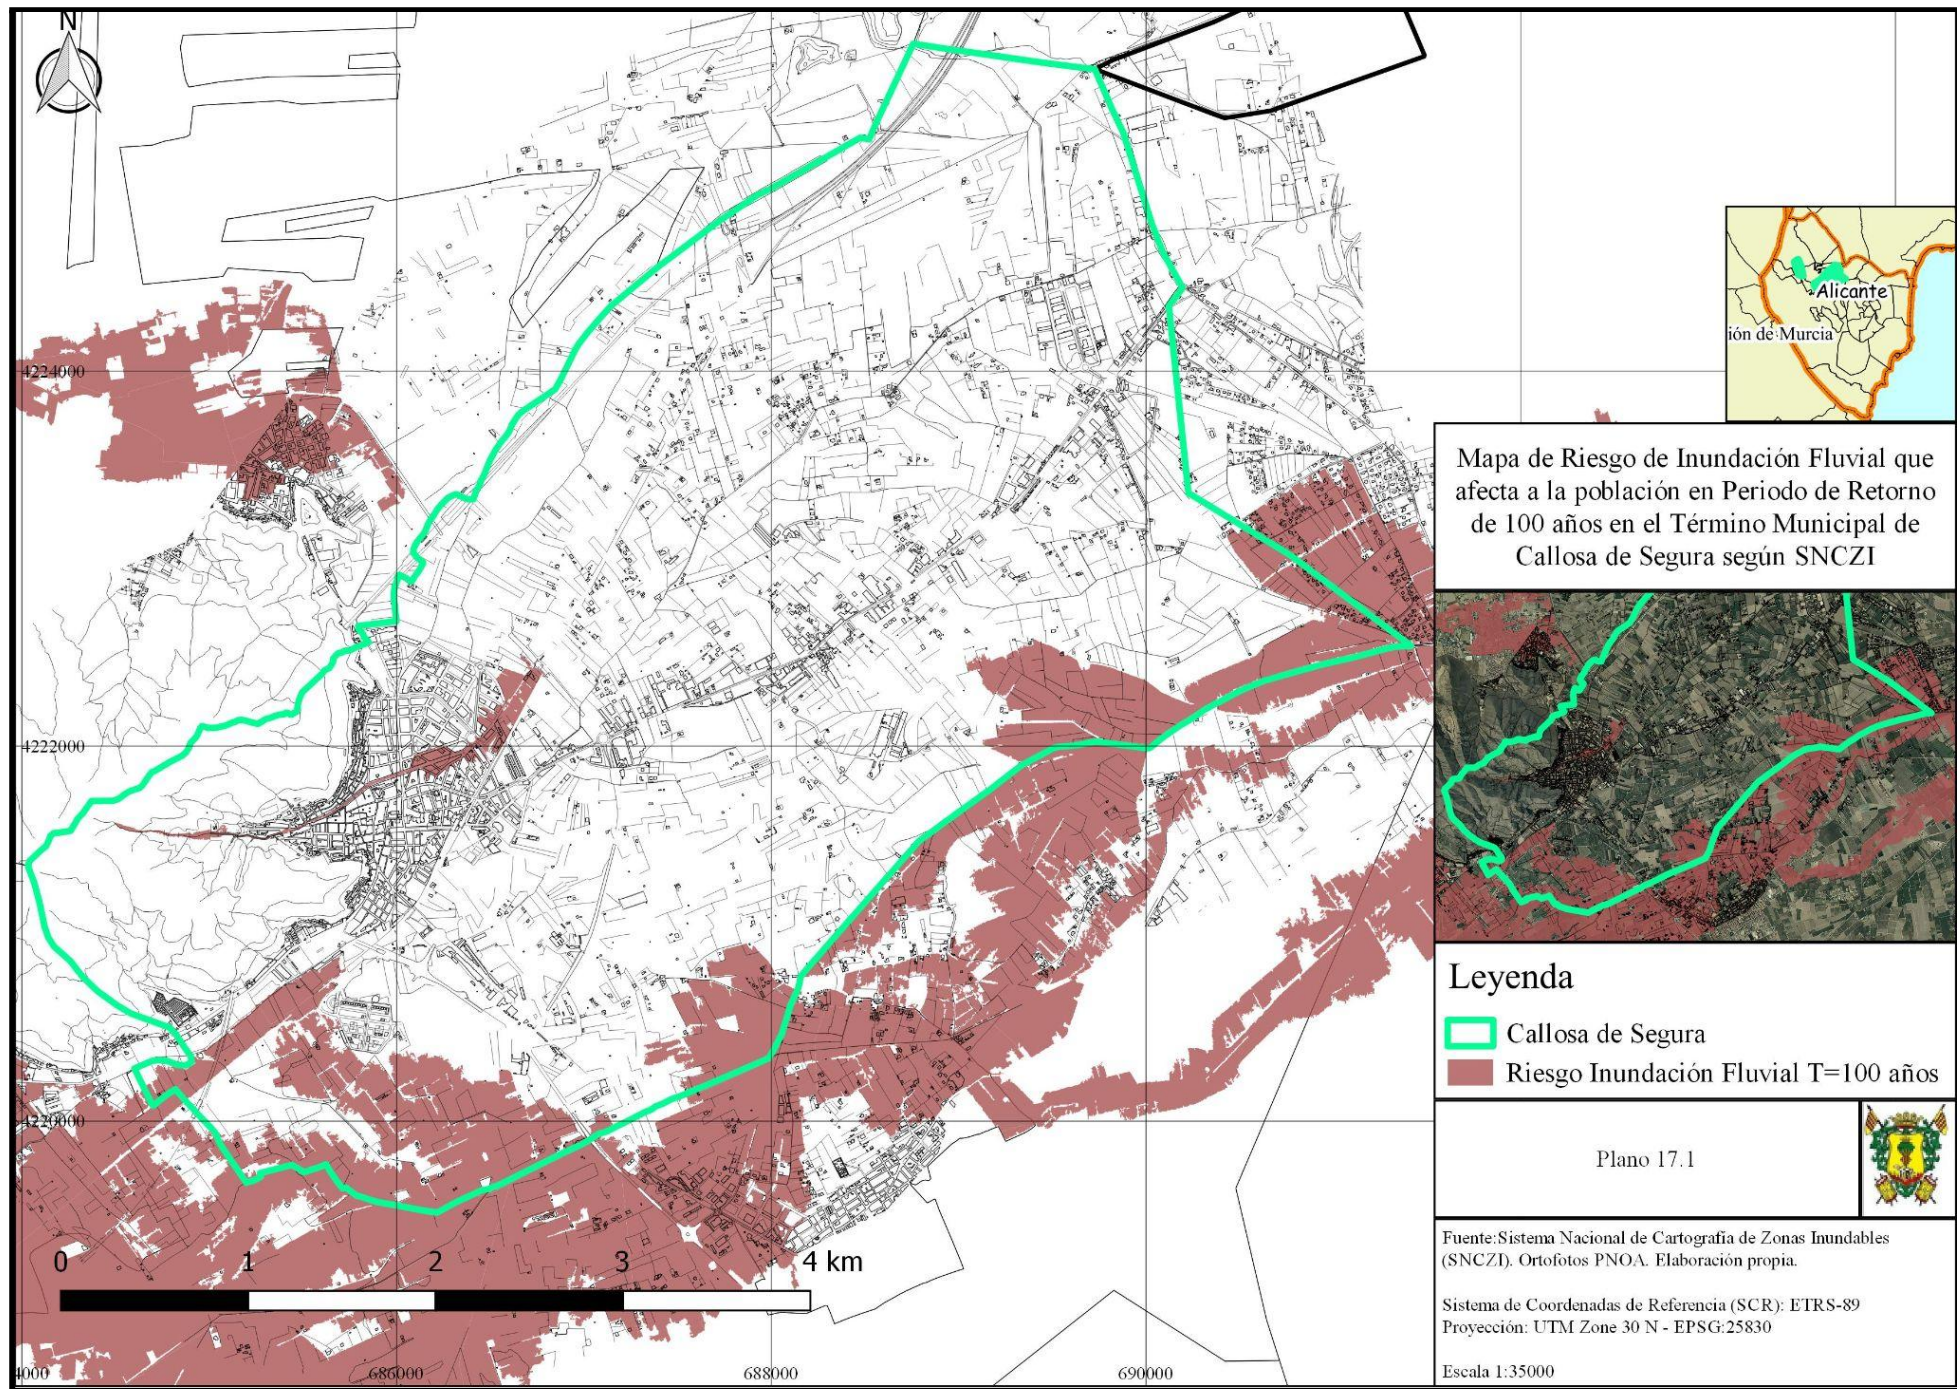 N
Alicante
ión de Murcia
Mapa de Riesgo de Inundación Fluvial que
afecta a la población en Periodo de Retorno
de 100 años en el Término Municipal de
Callosa de Segura según SNCZI
4224000
4222000
4220000
Leyenda
Callosa de Segura
Riesgo Inundación Fluvial T=100 años
Plano 17.1
Fuente:Sistema Nacional de Cartografía de Zonas Inundables
(SNCZI). Ortofotos PNOA. Elaboración propia.
Sistema de Coordenadas de Referencia (SCR): ETRS-89
Proyección: UTM Zone 30 N - EPSG:25830
Escala 1:35000
0 1 2 3 4 km
4000 686000 688000 690000